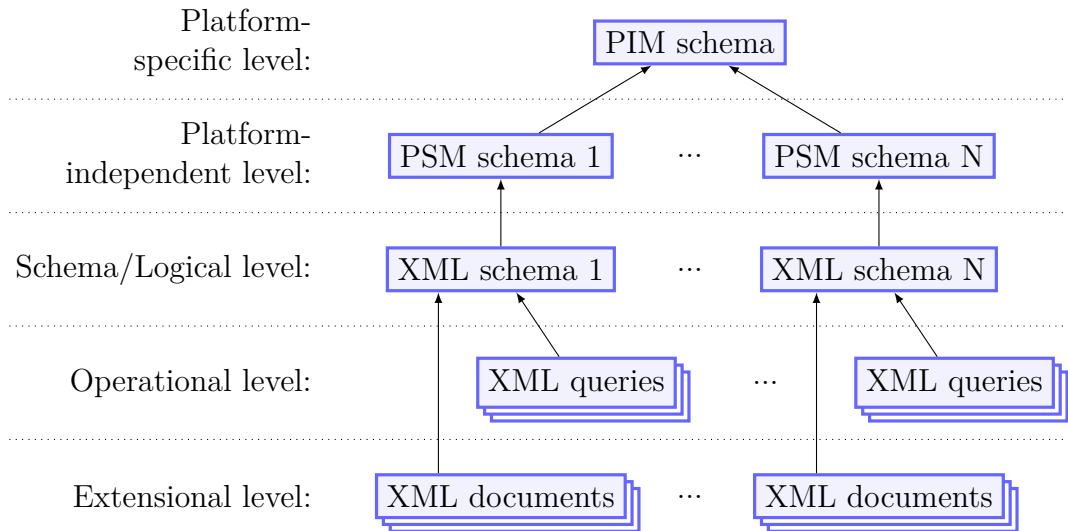 Platform-
specific level:
PIM schema
Platform-
independent level:
PSM schema 1
...
PSM schema N
Schema/Logical level:
XML schema 1
...
XML schema N
Operational level:
XML queries
...
XML queries
Extensional level:
XML documents
...
XML documents